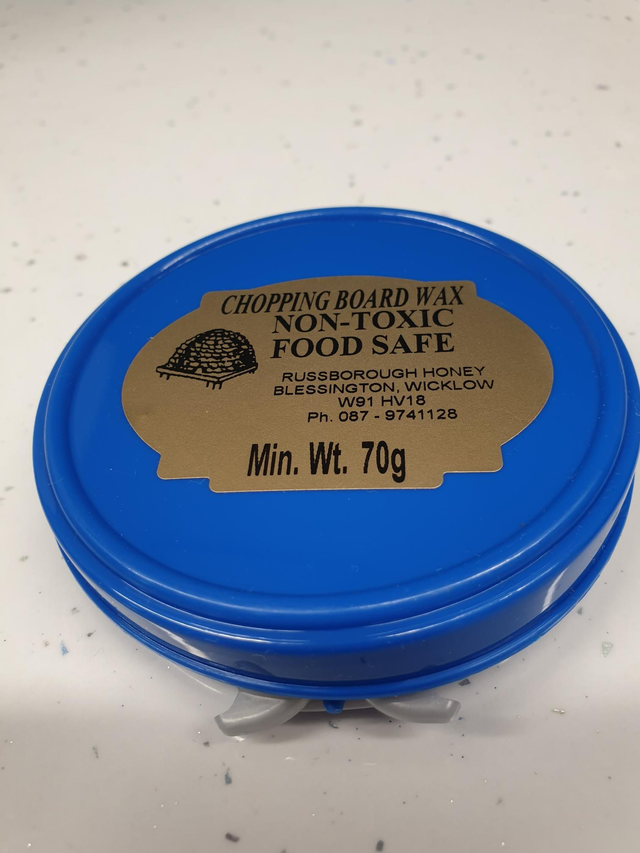 CHOPPING BOARD WAX
NON-TOXIC
FOOD SAFE
RUSSBOROUGH HONEY
BLESSINGTON, WICKLOW
W91 HV18
Ph. 087 - 9741128
Min. Wt. 70g